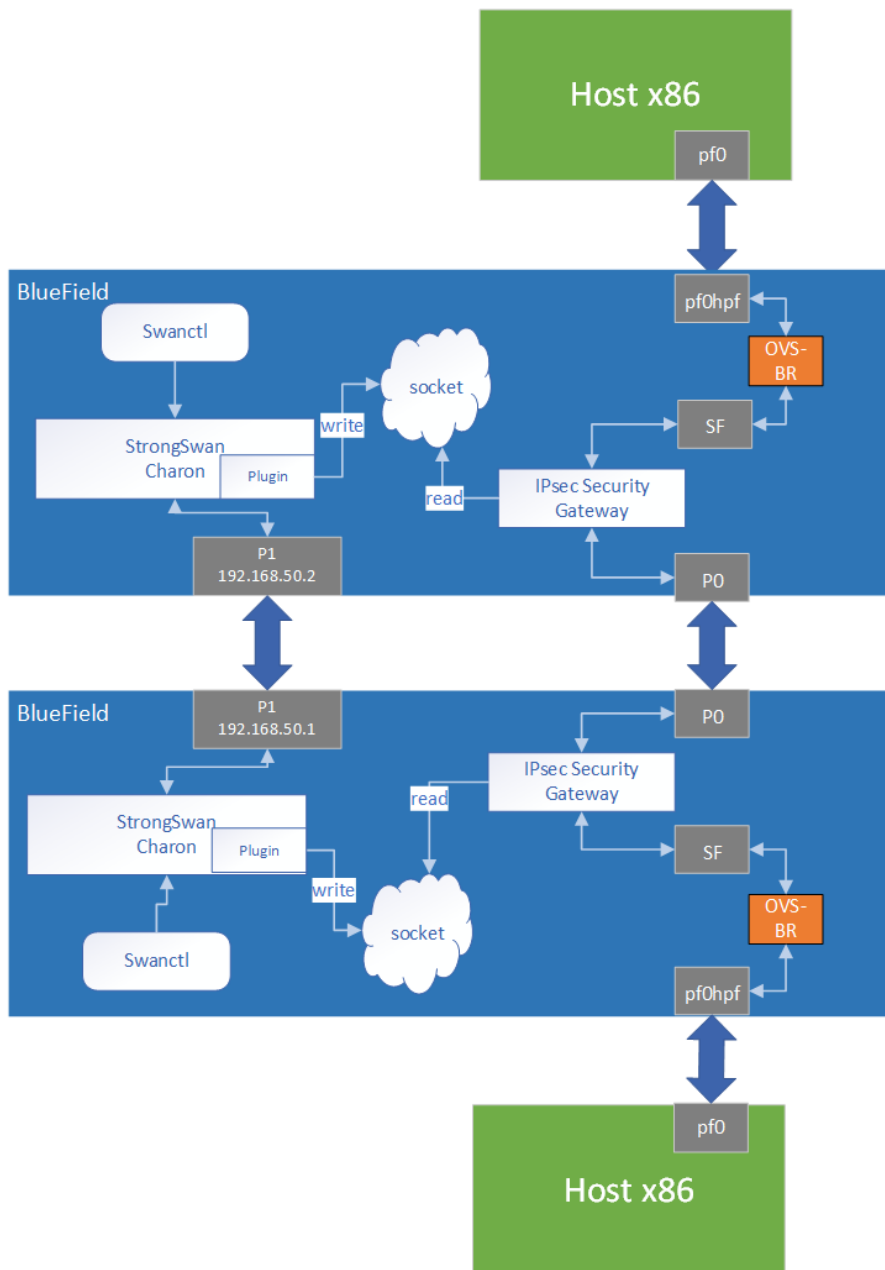 Host x86
pf0
BlueField
pf0hpf
Swanctl
OVS-
BR
socket
SF
write
StrongSwan
Charon
Plugin
IPsec Security
Gateway
read
P1
192.168.50.2
P0
BlueField
P1
192.168.50.1
P0
IPsec Security
Gateway
read
StrongSwan
Charon
Plugin
SF
write
OVS-
BR
socket
Swanctl
pf0hpf
pf0
Host x86